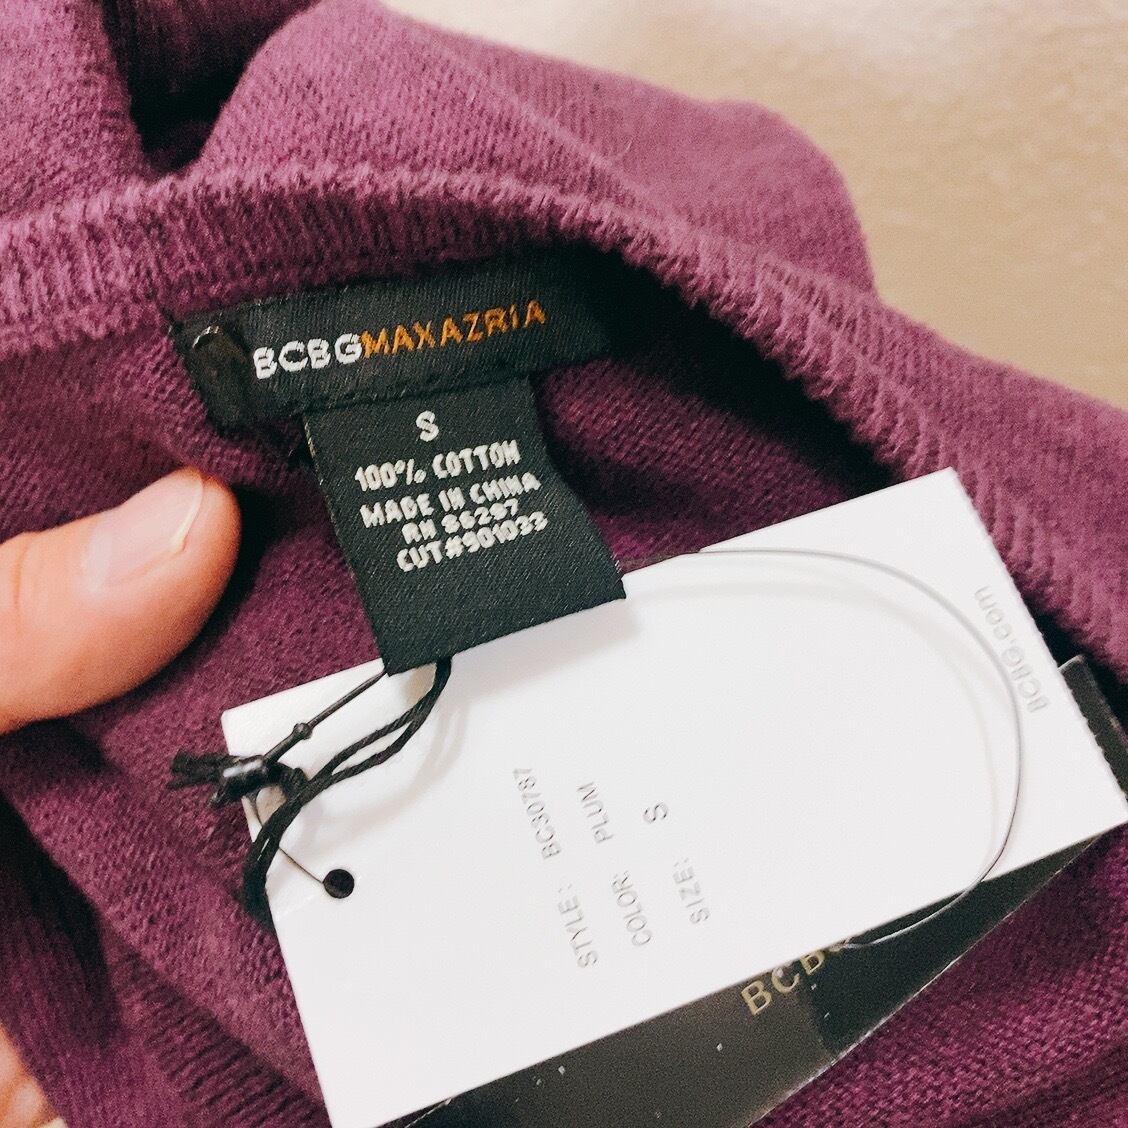 BCBGMAXAZRIA
S
100% COTTON
MADE IN CHINA
RN 86297
CUT#901033
BCBG.com
STYLE: BC30787
COLOR: PLUM
SIZE: S
BCBG